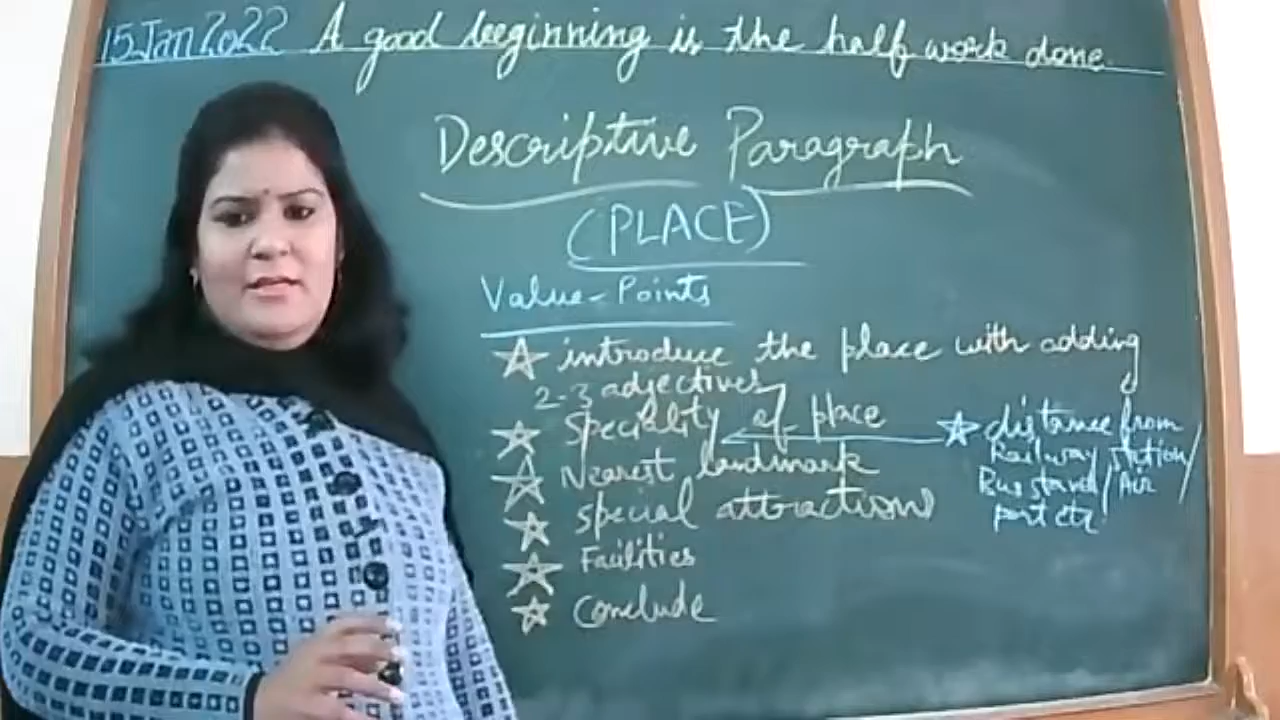 15 Jan 2022 A good beginning is the half work done.
Descriptive Paragraph
(PLACE)
Value-Points
introduce the place with adding
2-3 adjectives
Speciality of place
Nearest landmark
special attractions
Facilities
Conclude
distance from
Railway station/
Bus stand/Air
port etc